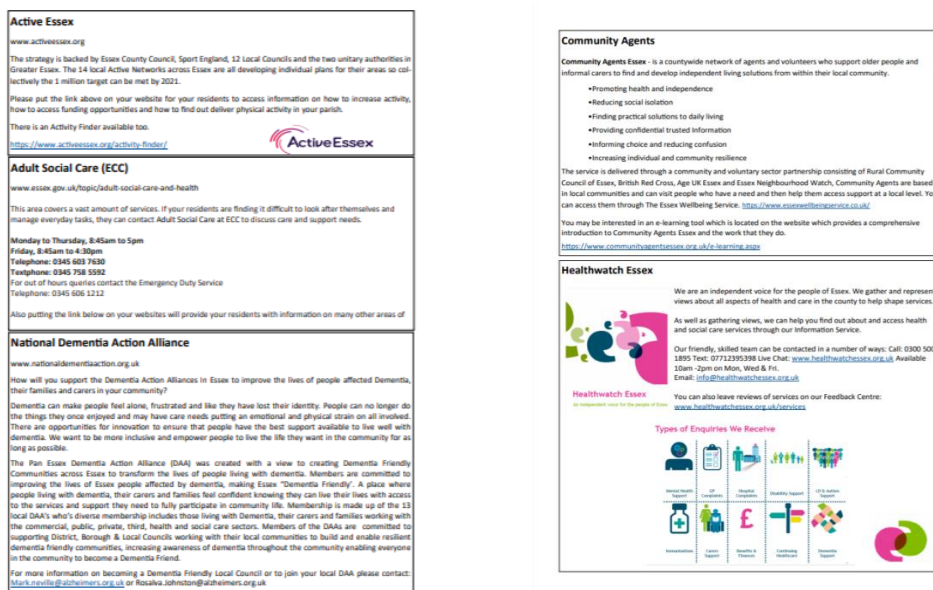 Active Essex
www.activeessex.org
The strategy is backed by Essex County Council, Sport England, 12 Local Councils and the two unitary authorities in
Greater Essex. The 14 local Active Networks across Essex are all developing individual plans for their areas so col-
lectively the 1 million target can be met by 2021.
Please put the link above on your website for your residents to access information on how to increase activity,
how to access funding opportunities and how to find out deliver physical activity in your parish.
There is an Activity Finder available too.
https://www.activeessex.org/activity-finder/
ActiveEssex
Adult Social Care (ECC)
www.essex.gov.uk/topic/adult-social-care-and-health
This area covers a vast amount of services. If your residents are finding it difficult to look after themselves and
manage everyday tasks, they can contact Adult Social Care at ECC to discuss care and support needs.
Monday to Thursday, 8:45am to 5pm
Friday, 8:45am to 4:30pm
Telephone: 0345 603 7630
Textphone: 0345 758 5592
For out of hours queries contact the Emergency Duty Service
Telephone: 0345 606 1212
Also putting the link below on your websites will provide your residents with information on many other areas of
National Dementia Action Alliance
www.nationaldementiaaction.org.uk
How will you support the Dementia Action Alliances in Essex to improve the lives of people affected by Dementia,
their families and carers in your community?
Dementia can make people feel alone, frustrated and like they have lost their identity. People can no longer do
the things they once enjoyed and may have care needs putting an emotional and physical strain on all involved.
There are opportunities for innovation to ensure that people have the best support available to live well with
dementia. We want to be more inclusive and empower people to live the life they want in the community for as
long as possible.
The Pan Essex Dementia Action Alliance (DAA) was created with a view to creating Dementia Friendly
Communities across Essex to transform the lives of people living with dementia. Members are committed to
improving the lives of Essex people affected by dementia, making Essex "Dementia Friendly'. A place where
people living with dementia, their carers and families feel confident knowing they can live their lives with access
to the services and support they need to fully participate in community life. Membership is made up of the 13
local DAA's who's diverse membership includes those living with Dementia, their carers and families working with
the commercial, public, private, third, health and social care sectors. Members of the DAAs are committed to
supporting District, Borough & Local Councils working with their local communities to build and enable resilient
dementia friendly communities, increasing awareness of dementia throughout the community enabling everyone
in the community to become a Dementia Friend.
For more information on becoming a Dementia Friendly Local Council or to join your local DAA please contact:
Mark.neville@alzheimers.org.uk or Rosalva.Johnston@alzheimers.org.uk
Community Agents
Community Agents Essex - is a countywide network of agents and volunteers who support older people and
informal carers to find and develop independent living solutions from within their local community.
•Promoting health and independence
•Reducing social isolation
•Finding practical solutions to daily living
•Providing confidential trusted Information
•Informing choice and reducing confusion
•Increasing individual and community resilience
The service is delivered through a community and voluntary sector partnership consisting of Rural Community
Council of Essex, British Red Cross, Age UK Essex and Essex Neighbourhood Watch, Community Agents are based
in local communities and can visit people who have a need and then help them access support at a local level. Yo
can access them through The Essex Wellbeing Service. https://www.essexwellbeingservice.co.uk/
You may be interested in an e-learning tool which is located on the website which provides a comprehensive
introduction to Community Agents Essex and the work that they do.
https://www.communityagentsessex.org.uk/e-learning.aspx
Healthwatch Essex
We are an independent voice for the people of Essex. We gather and represen
views about all aspects of health and care in the county to help shape services.
As well as gathering views, we can help you find out about and access health
and social care services through our Information Service.
Our friendly, skilled team can be contacted in a number of ways: Call: 0300 500
1895 Text: 07712395398 Live Chat: www.healthwatchessex.org.uk Available
10am -2pm on Mon, Wed & Fri.
Email: info@healthwatchessex.org.uk
You can also leave reviews of services on our Feedback Centre:
www.healthwatchessex.org.uk/services
Healthwatch Essex
An independent voice for the people of Essex
Types of Enquiries We Receive
Mental Health
Support
GP
Complaints
Hospital
Complaints
Disability Support
LD & Autism
Support
Immunisations
Carers
Support
Benefits &
Finances
Continuing
Healthcare
Dementia
Support